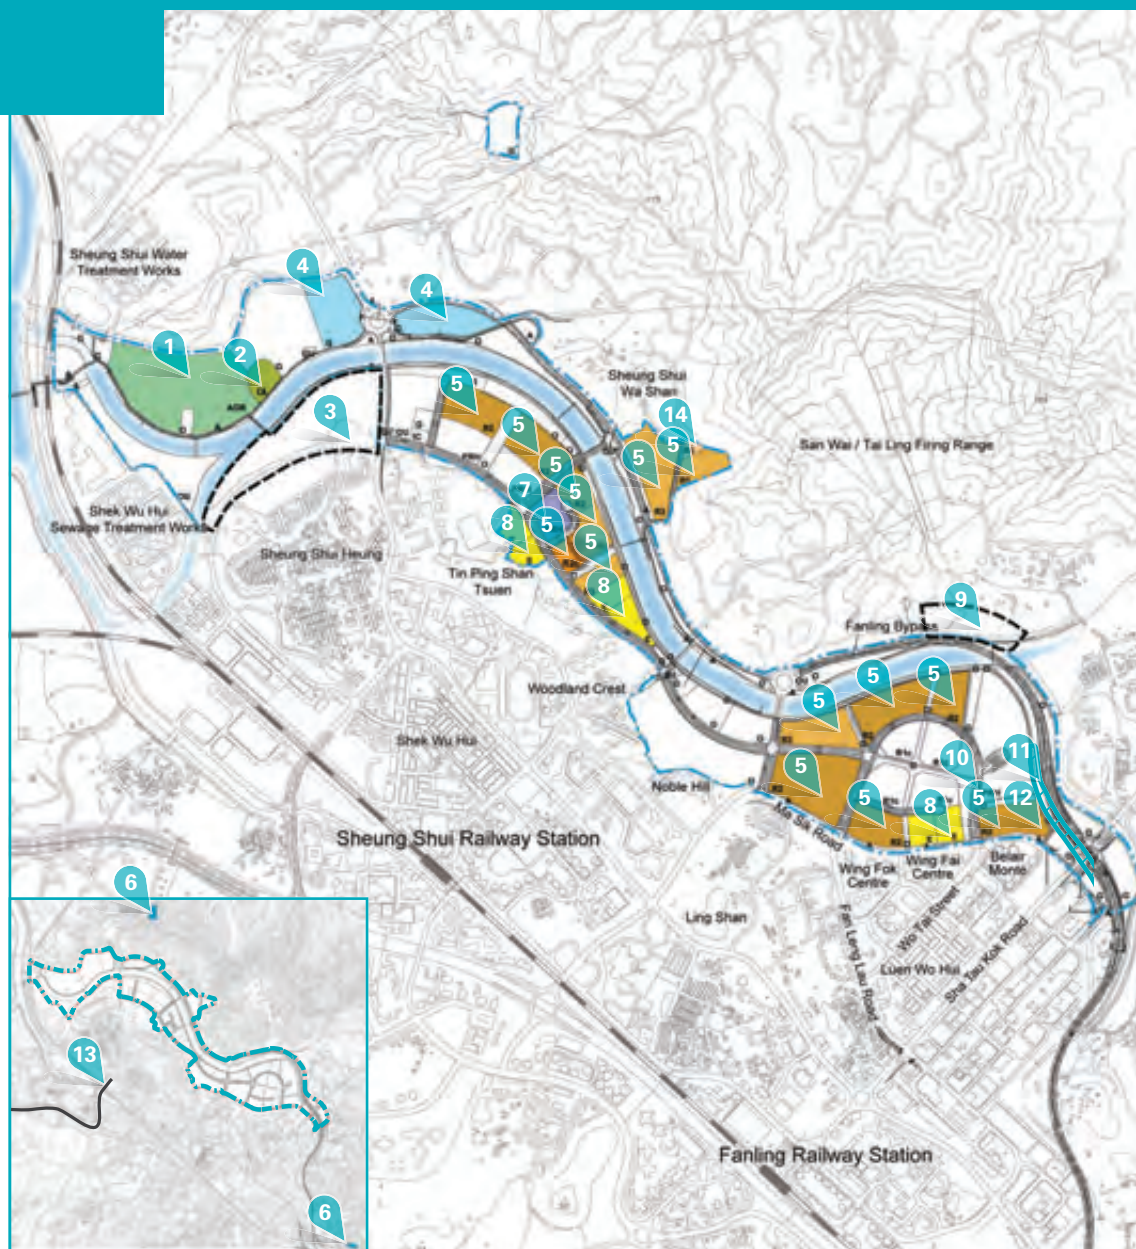 Sheung Shui Water
Treatment Works
4
4
1
2
5
Sheung Shui
Wa Shan
3
5
14
5
5
San Wai / Tai Ling Firing Range
5
5
7
Shek Wu Hui
Sewage Treatment Works
8
5
5
Sheung Shui Heung
Tin Ping Shan
Tsuen
8
9
Fanling Bypass
Woodland Crest
5
5
5
Shek Wu Hui
5
10
11
Noble Hill
5
8
5
12
Ma Sik Road
Sheung Shui Railway Station
Wing Fok
Centre
Wing Fai
Centre
Belair
Monte
6
Ling Shan
Wo Tai Street
Fan Leng Lau Road
Luen Wo Hui
Sha Tau Kok Road
13
Fanling Railway Station
6